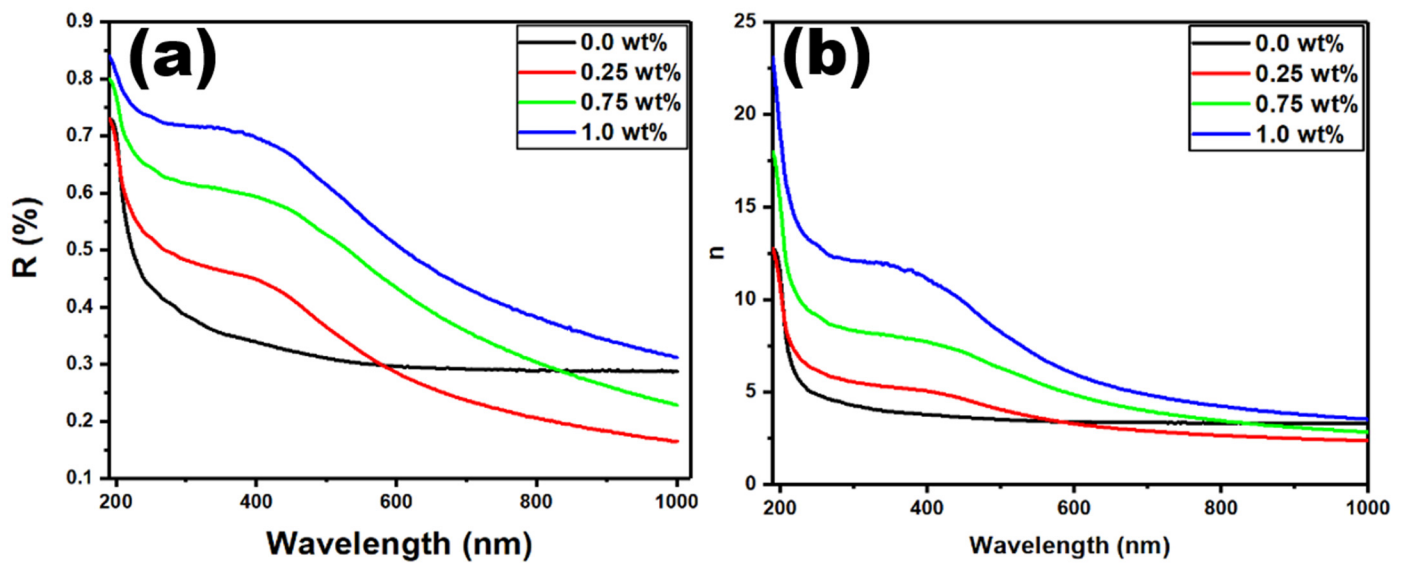 (a)
0.0 wt%
0.25 wt%
0.75 wt%
1.0 wt%
R (%)
0.9
0.8
0.7
0.6
0.5
0.4
0.3
0.2
0.1
200 400 600 800 1000
Wavelength (nm)
(b)
0.0 wt%
0.25 wt%
0.75 wt%
1.0 wt%
n
25
20
15
10
5
0
200 400 600 800 1000
Wavelength (nm)